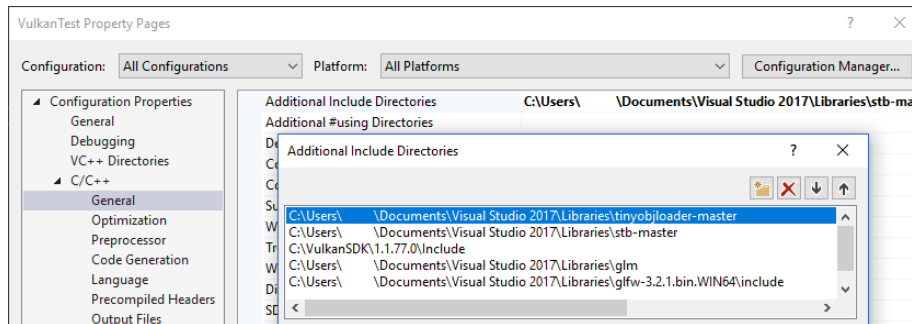 VulkanTest Property Pages
Configuration: All Configurations Platform: All Platforms Configuration Manager...
Configuration Properties
General
Debugging
VC++ Directories
C/C++
General
Optimization
Preprocessor
Code Generation
Language
Precompiled Headers
Output Files
Additional Include Directories C:\Users\ \Documents\Visual Studio 2017\Libraries\stb-ma
Additional #using Directories
Additional Include Directories
C:\Users\ \Documents\Visual Studio 2017\Libraries\tinyobjloader-master
C:\Users\ \Documents\Visual Studio 2017\Libraries\stb-master
C:\VulkanSDK\1.1.77.0\Include
C:\Users\ \Documents\Visual Studio 2017\Libraries\glm
C:\Users\ \Documents\Visual Studio 2017\Libraries\glfw-3.2.1.bin.WIN64\include